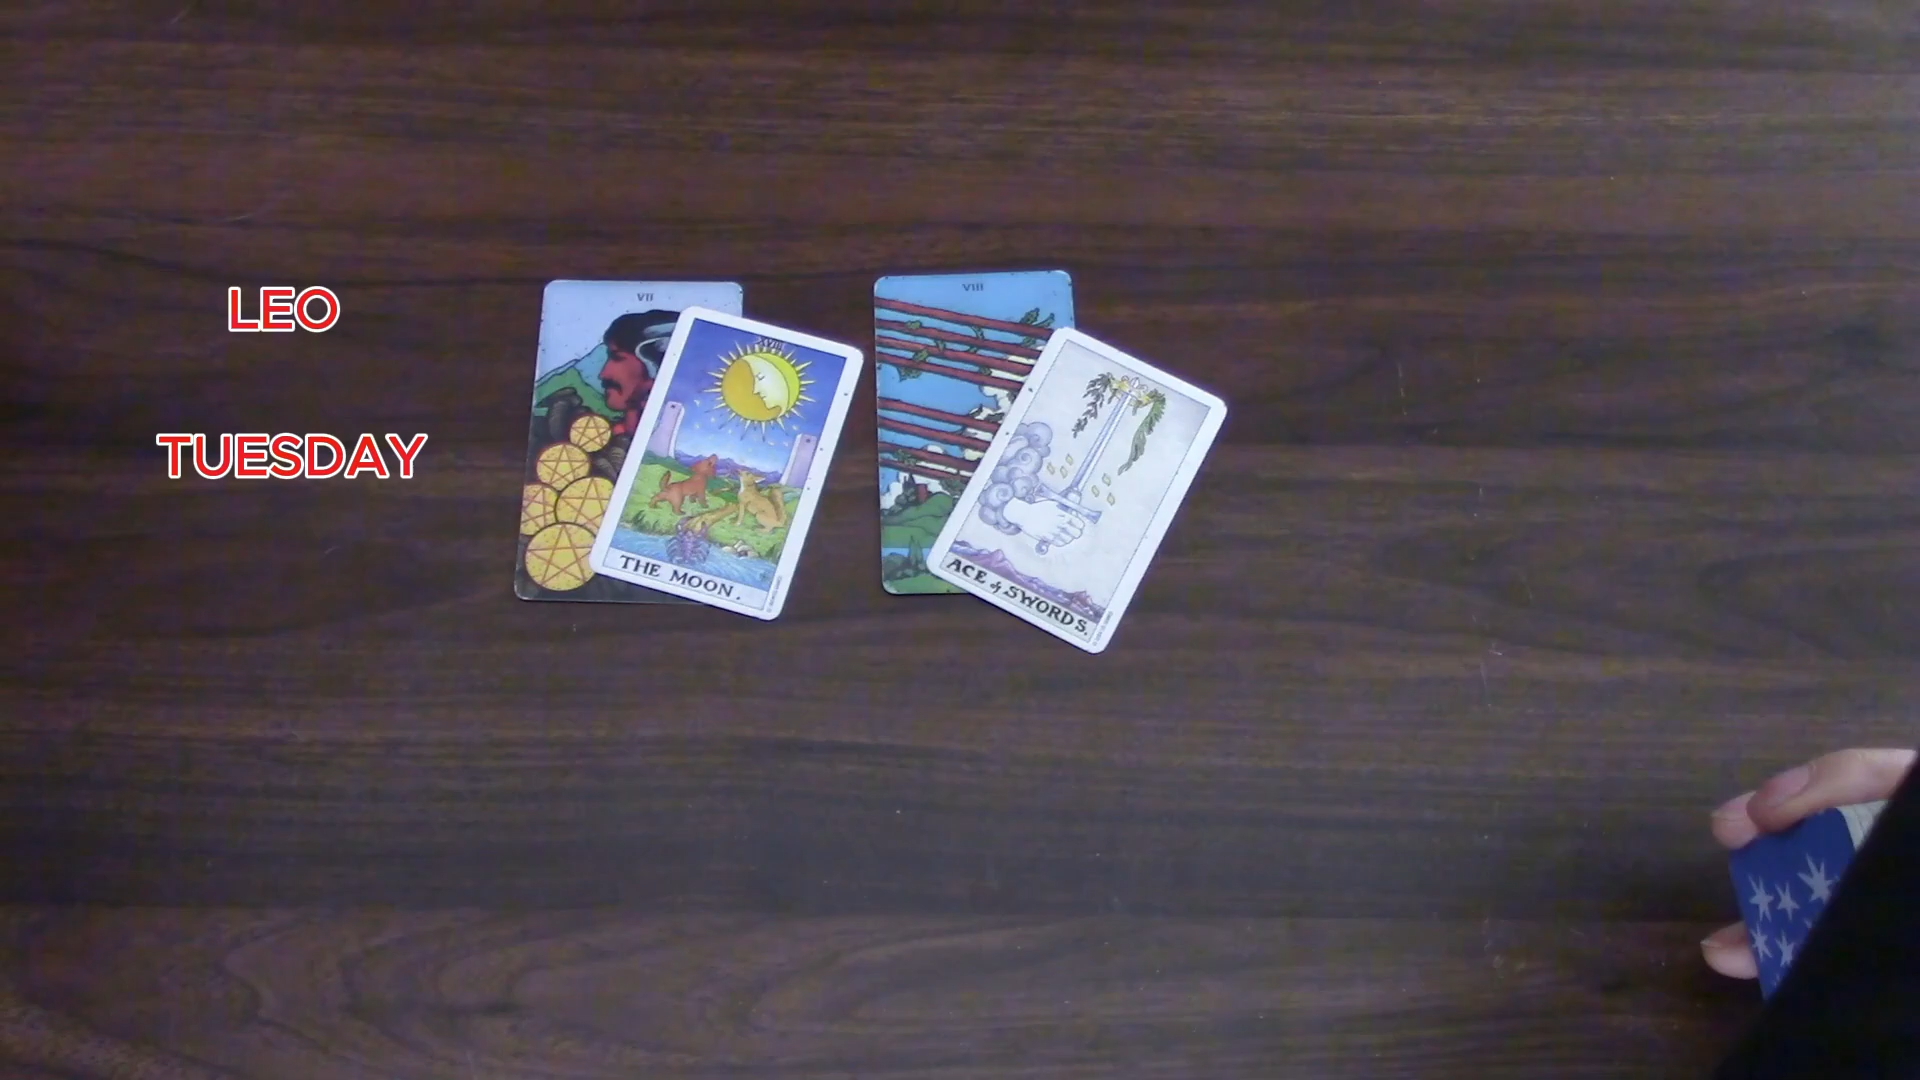 LEO
TUESDAY
VII
XVIII
THE MOON.
VIII
ACE of SWORDS.